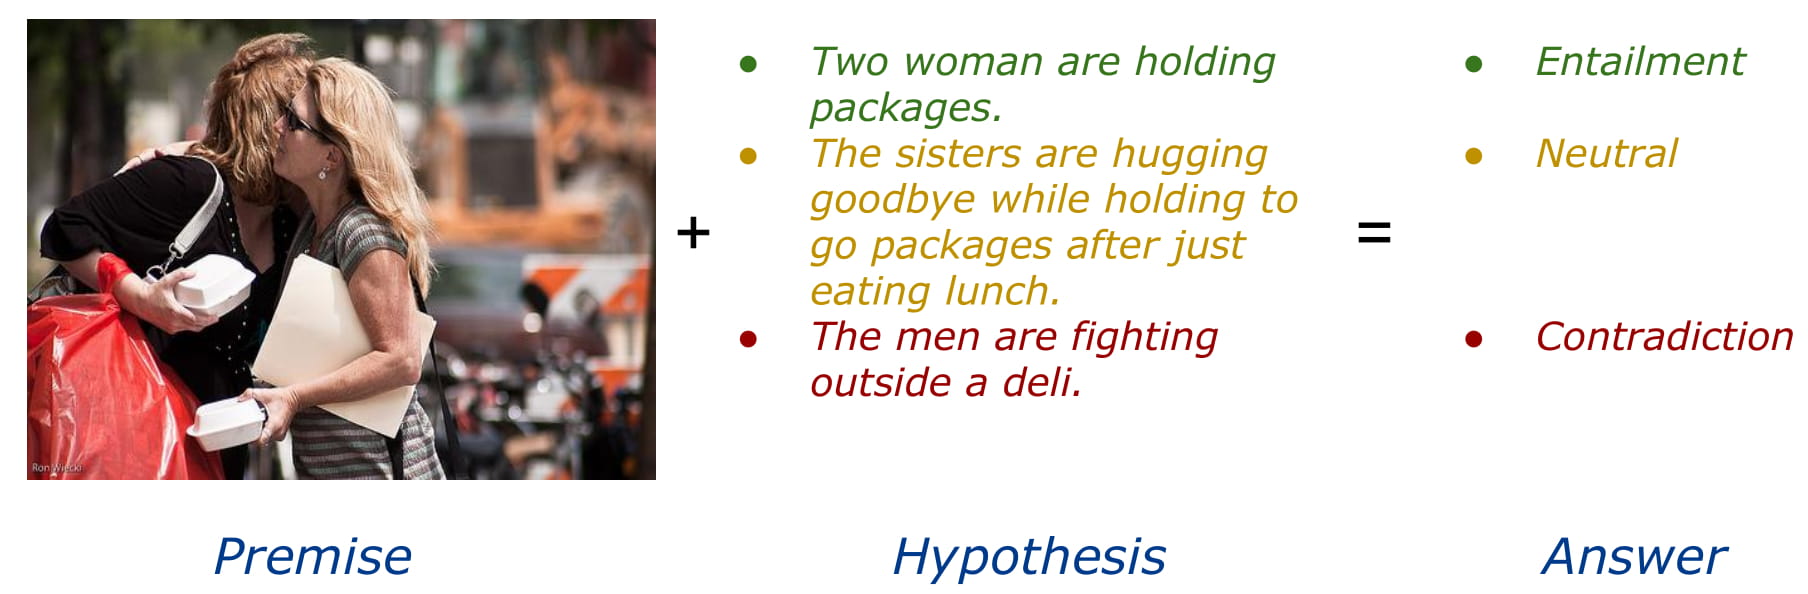 Two woman are holding
packages.
The sisters are hugging
goodbye while holding to
go packages after just
eating lunch.
The men are fighting
outside a deli.
+
=
Entailment
Neutral
Contradiction
Ron Wiecki
Premise
Hypothesis
Answer